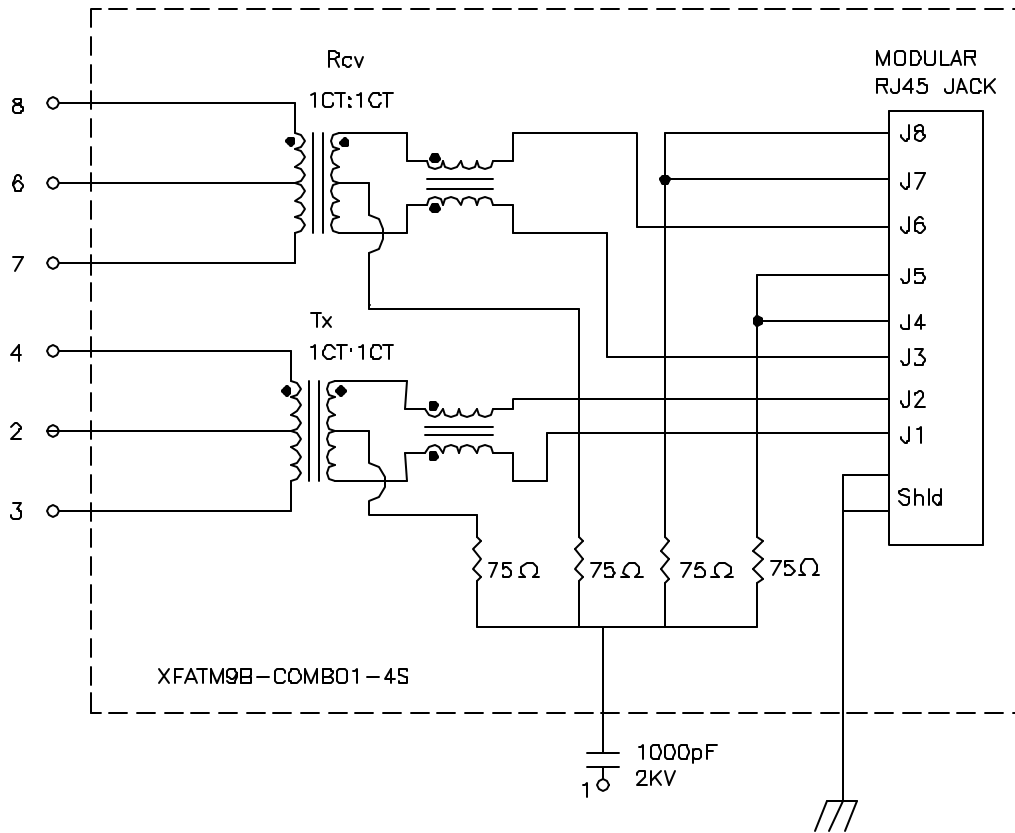 Rcv
1CT:1CT
MODULAR
RJ45 JACK
8
6
7
J8
J7
J6
J5
J4
J3
J2
J1
Shld
Tx
1CT:1CT
4
2
3
75Ω
75Ω
75Ω
75Ω
XFATM9B-COMBO1-4S
1000pF
2KV
1